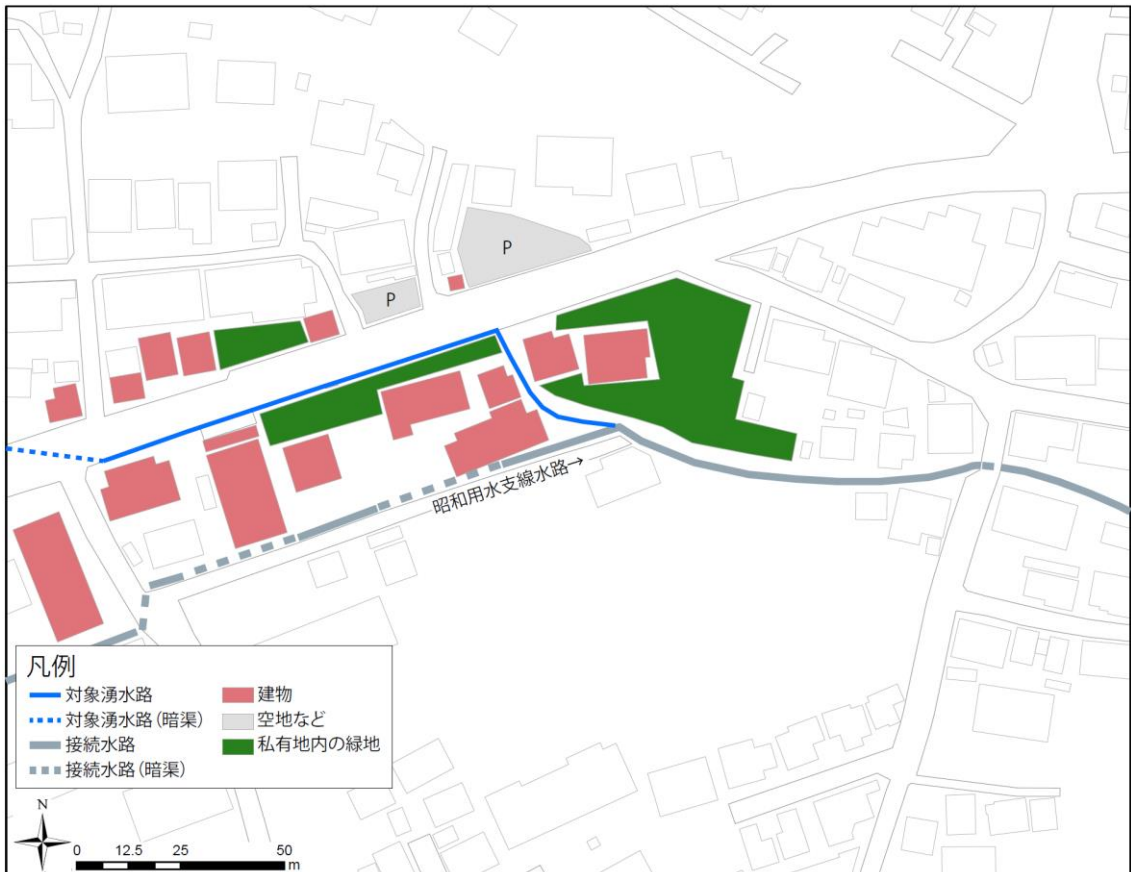 P
P
昭和用水支線水路→
凡例
対象湧水路
対象湧水路(暗渠)
接続水路
接続水路(暗渠)
建物
空地など
私有地内の緑地
N
0 12.5 25 50
m